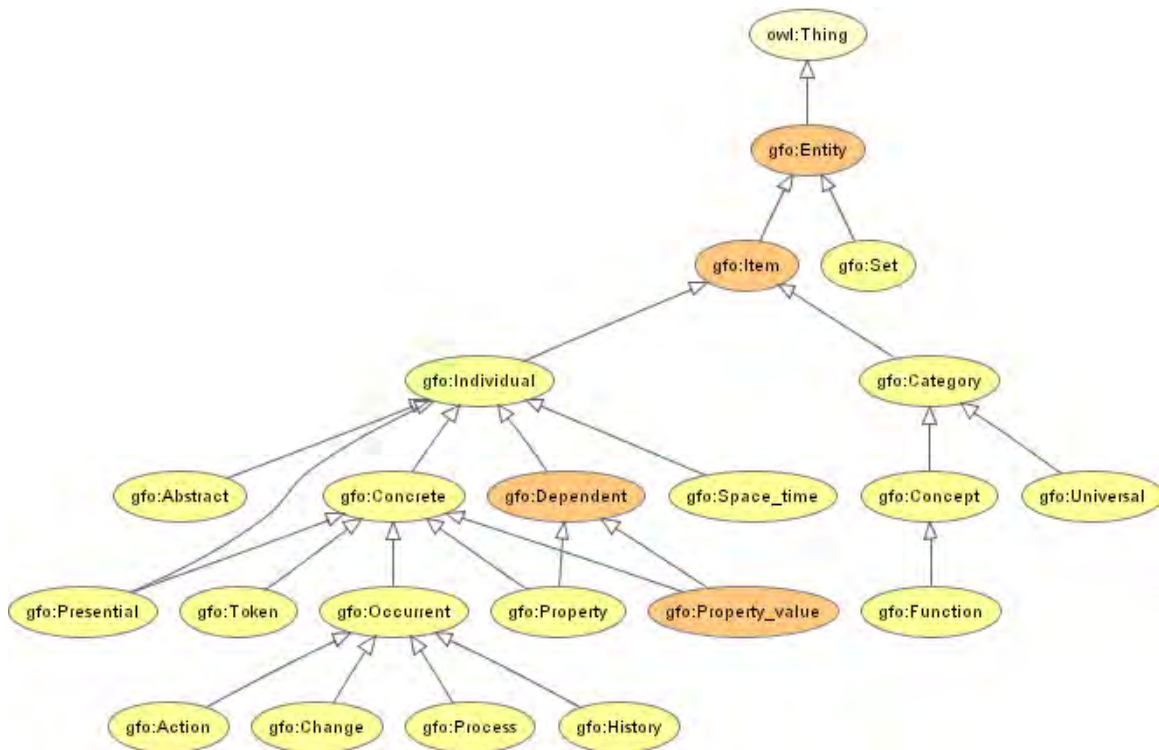 owl:Thing
gfo:Entity
gfo:Item
gfo:Set
gfo:Individual
gfo:Category
gfo:Abstract
gfo:Concrete
gfo:Dependent
gfo:Space_time
gfo:Concept
gfo:Universal
gfo:Presential
gfo:Token
gfo:Occurrent
gfo:Property
gfo:Property_value
gfo:Function
gfo:Action
gfo:Change
gfo:Process
gfo:History